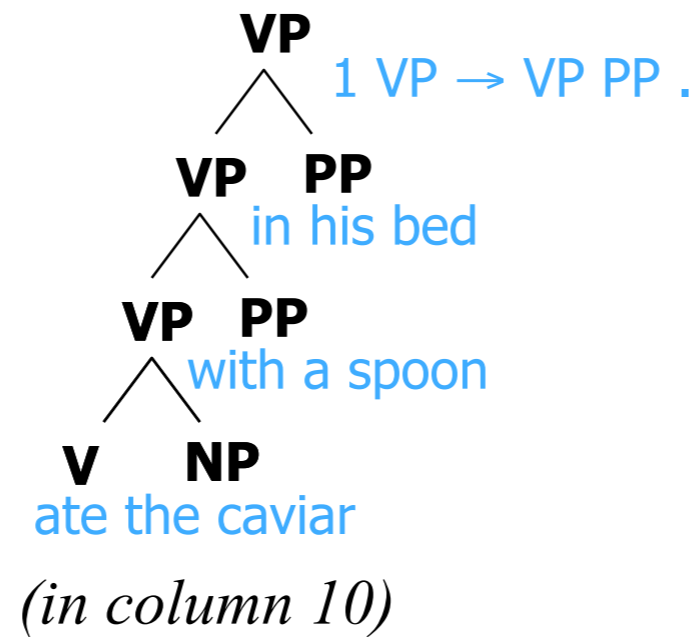 VP
1 VP → VP PP .
VP PP
in his bed
VP PP
with a spoon
V NP
ate the caviar
(in column 10)